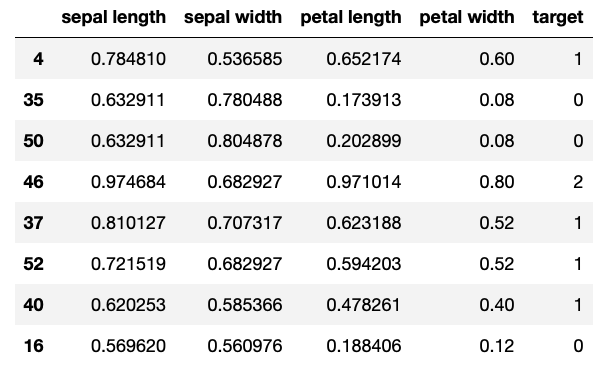 sepal length sepal width petal length petal width target
4 0.784810 0.536585 0.652174 0.60 1
35 0.632911 0.780488 0.173913 0.08 0
50 0.632911 0.804878 0.202899 0.08 0
46 0.974684 0.682927 0.971014 0.80 2
37 0.810127 0.707317 0.623188 0.52 1
52 0.721519 0.682927 0.594203 0.52 1
40 0.620253 0.585366 0.478261 0.40 1
16 0.569620 0.560976 0.188406 0.12 0